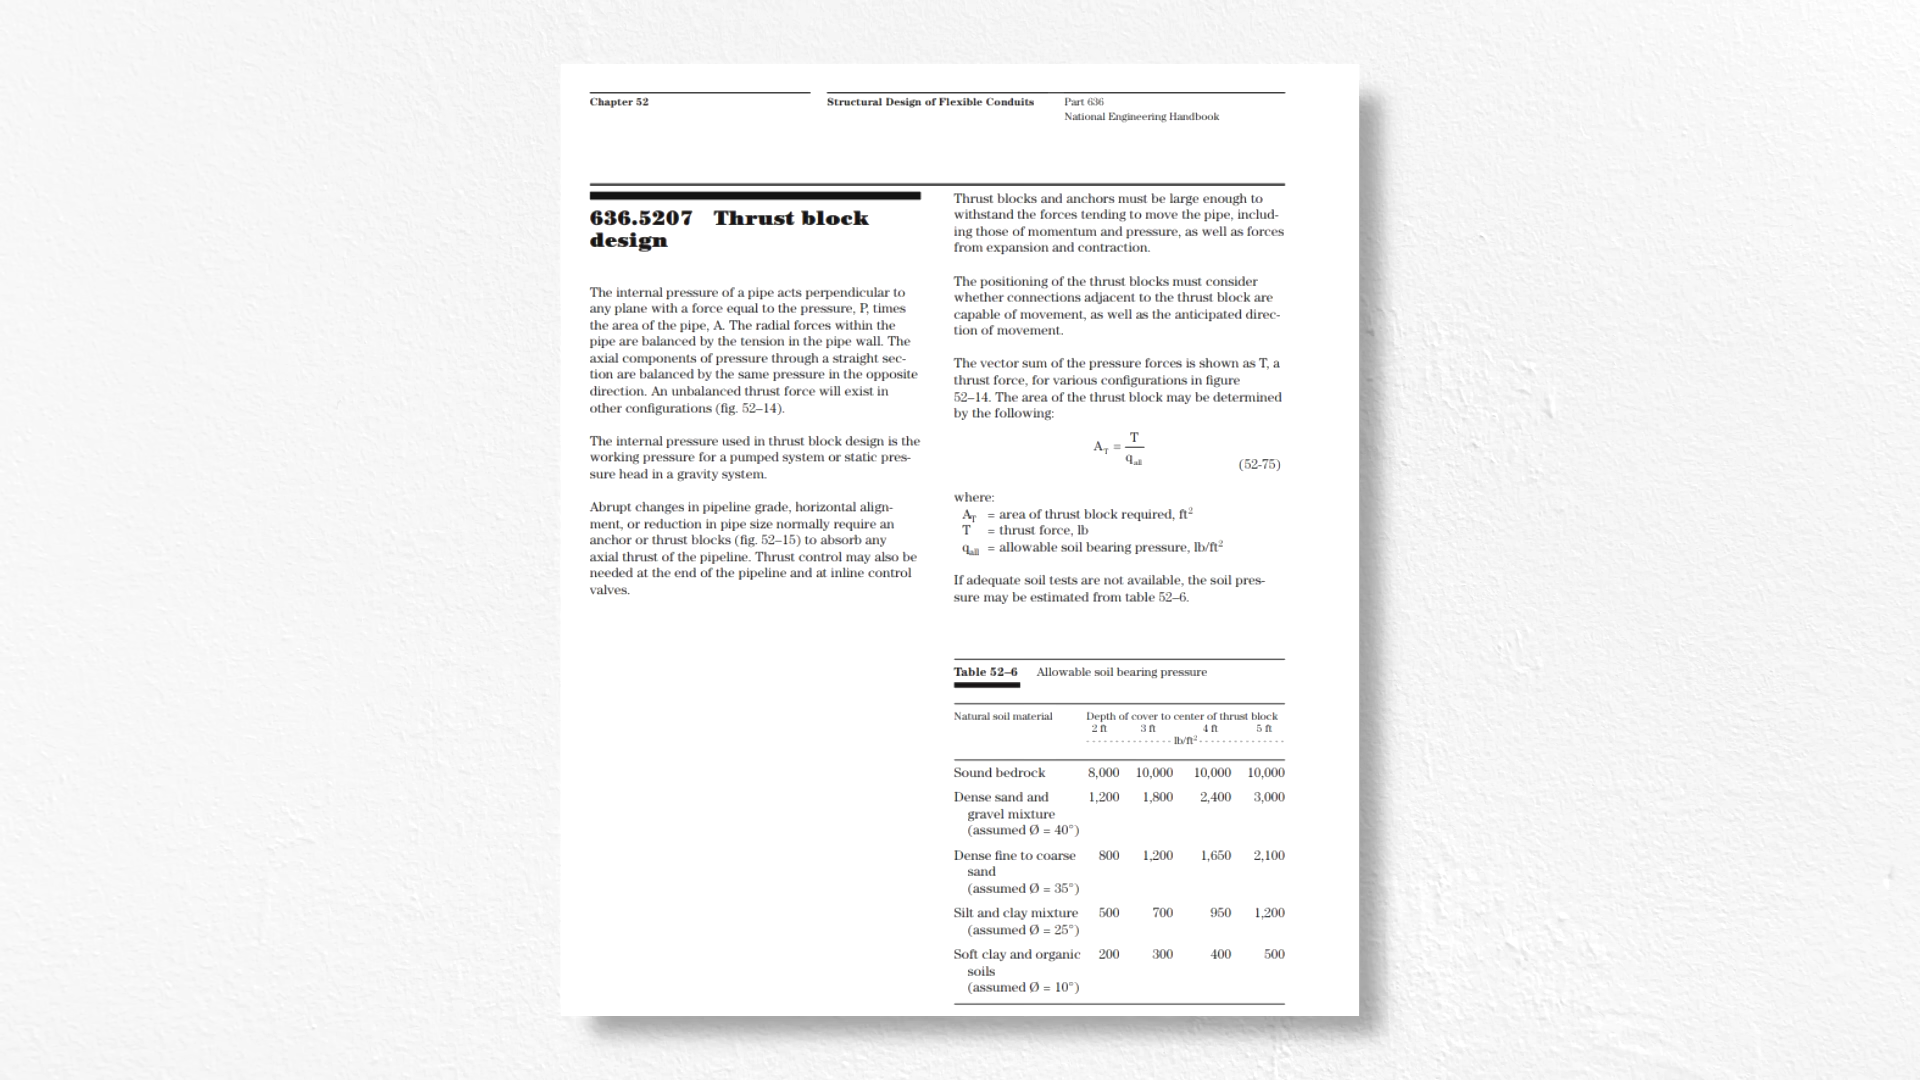 Chapter 52
Structural Design of Flexible Conduits
Part 636
National Engineering Handbook
636.5207 Thrust block
design
The internal pressure of a pipe acts perpendicular to
any plane with a force equal to the pressure, P, times
the area of the pipe, A. The radial forces within the
pipe are balanced by the tension in the pipe wall. The
axial components of pressure through a straight sec-
tion are balanced by the same pressure in the opposite
direction. An unbalanced thrust force will exist in
other configurations (fig. 52–14).
The internal pressure used in thrust block design is the
working pressure for a pumped system or static pres-
sure head in a gravity system.
Abrupt changes in pipeline grade, horizontal align-
ment, or reduction in pipe size normally require an
anchor or thrust blocks (fig. 52–15) to absorb any
axial thrust of the pipeline. Thrust control may also be
needed at the end of the pipeline and at inline control
valves.
Thrust blocks and anchors must be large enough to
withstand the forces tending to move the pipe, includ-
ing those of momentum and pressure, as well as forces
from expansion and contraction.
The positioning of the thrust blocks must consider
whether connections adjacent to the thrust block are
capable of movement, as well as the anticipated direc-
tion of movement.
The vector sum of the pressure forces is shown as T, a
thrust force, for various configurations in figure
52–14. The area of the thrust block may be determined
by the following:
A_T = T / q_all
(52-75)
where:
A_T = area of thrust block required, ft²
T = thrust force, lb
q_all = allowable soil bearing pressure, lb/ft²
If adequate soil tests are not available, the soil pres-
sure may be estimated from table 52–6.
Table 52–6 Allowable soil bearing pressure
Natural soil material Depth of cover to center of thrust block
2 ft 3 ft 4 ft 5 ft
- - - - - - - - - - - - - - - lb/ft² - - - - - - - - - - - - - - -
Sound bedrock 8,000 10,000 10,000 10,000
Dense sand and 1,200 1,800 2,400 3,000
gravel mixture
(assumed Ø = 40°)
Dense fine to coarse 800 1,200 1,650 2,100
sand
(assumed Ø = 35°)
Silt and clay mixture 500 700 950 1,200
(assumed Ø = 25°)
Soft clay and organic 200 300 400 500
soils
(assumed Ø = 10°)